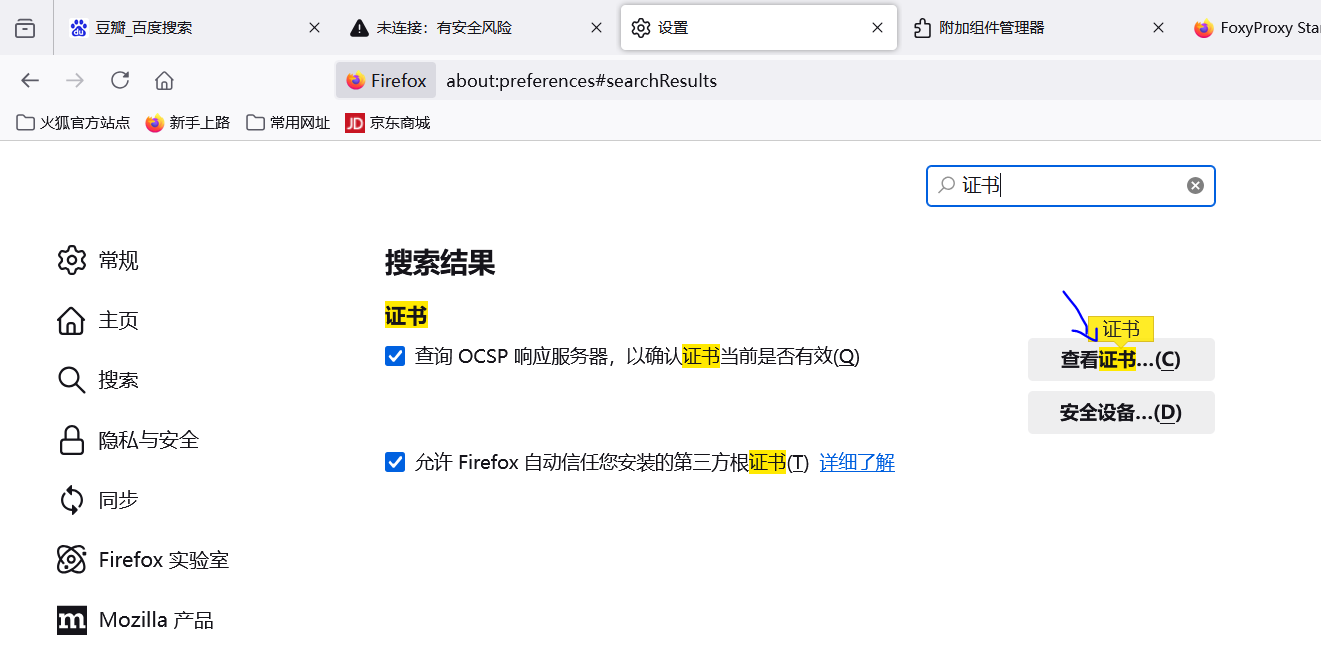 豆瓣_百度搜索
未连接：有安全风险
设置
附加组件管理器
FoxyProxy Sta
Firefox about:preferences#searchResults
火狐官方站点 新手上路 常用网址 JD 京东商城
证书
常规
主页
搜索
隐私与安全
同步
Firefox 实验室
m Mozilla 产品
搜索结果
证书
查询 OCSP 响应服务器，以确认证书当前是否有效(Q)
证书
查看证书…(C)
安全设备…(D)
允许 Firefox 自动信任您安装的第三方根证书(T) 详细了解